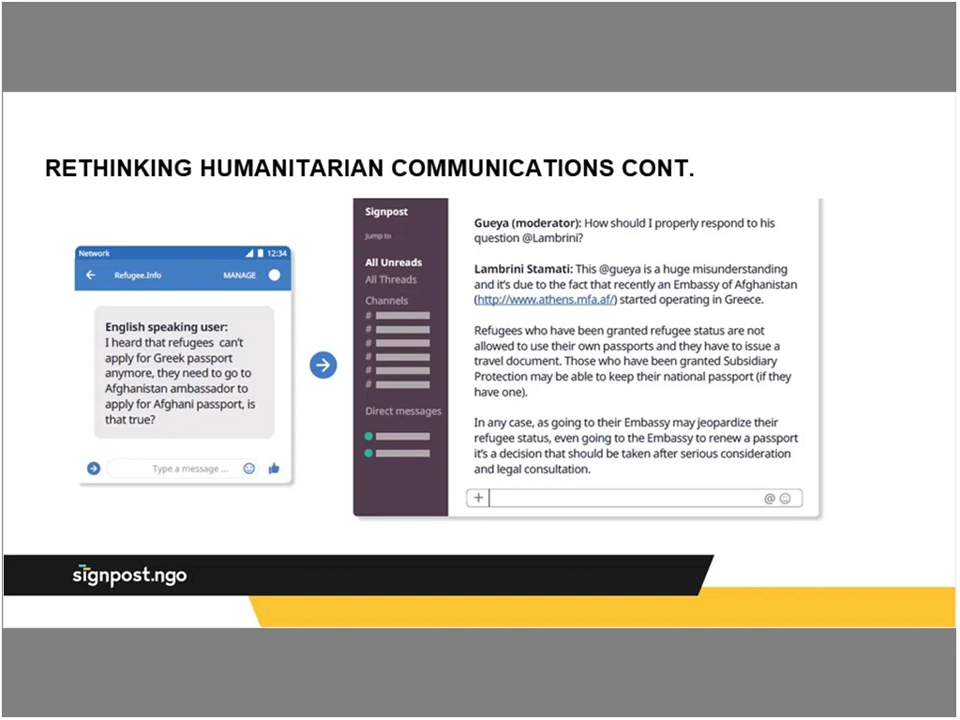 RETHINKING HUMANITARIAN COMMUNICATIONS CONT.
Network 12:34
Refugee.Info MANAGE
English speaking user:
I heard that refugees can't
apply for Greek passport
anymore, they need to go to
Afghanistan ambassador to
apply for Afghani passport, is
that true?
Type a message ...
Signpost
Jump to
All Unreads
All Threads
Channels
#
#
#
#
#
#
Direct messages
Gueya (moderator): How should I properly respond to his
question @Lambrini?
Lambrini Stamati: This @gueya is a huge misunderstanding
and it's due to the fact that recently an Embassy of Afghanistan
(http://www.athens.mfa.af/) started operating in Greece.
Refugees who have been granted refugee status are not
allowed to use their own passports and they have to issue a
travel document. Those who have been granted Subsidiary
Protection may be able to keep their national passport (if they
have one).
In any case, as going to their Embassy may jeopardize their
refugee status, even going to the Embassy to renew a passport
it's a decision that should be taken after serious consideration
and legal consultation.
+ @
signpost.ngo